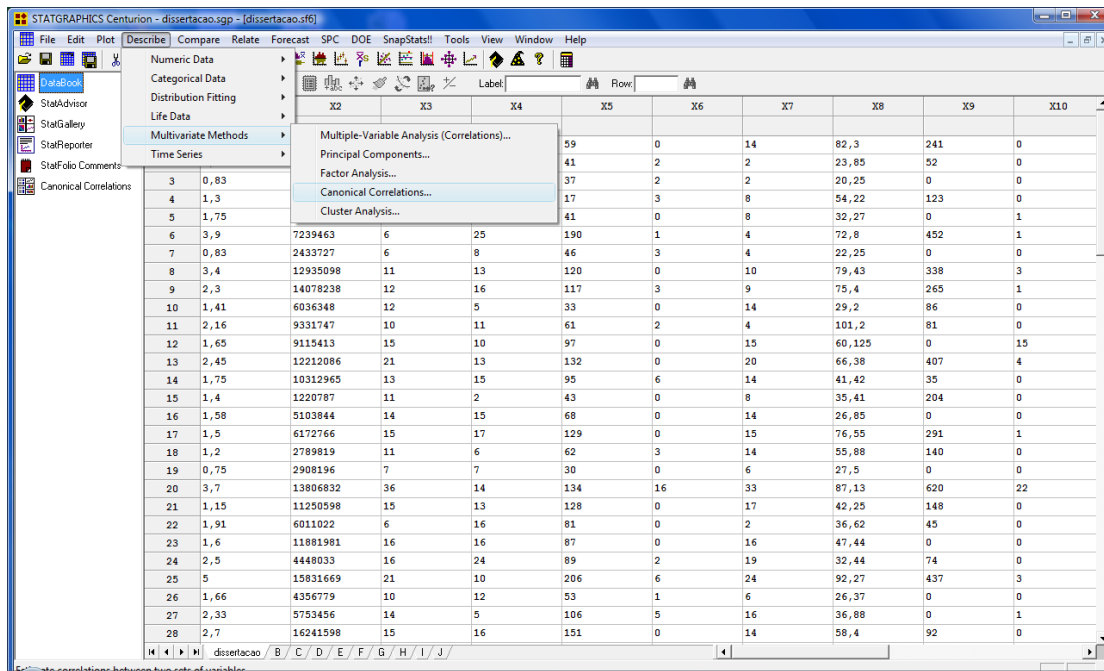 STATGRAPHICS Centurion - dissertacao.sgp - [dissertacao.sf6]
File Edit Plot Describe Compare Relate Forecast SPC DOE SnapStats!! Tools View Window Help
Label: Row:
DataBook
StatAdvisor
StatGallery
StatReporter
StatFolio Comments
Canonical Correlations
Numeric Data
Categorical Data
Distribution Fitting
Life Data
Multivariate Methods
Time Series
Multiple-Variable Analysis (Correlations)...
Principal Components...
Factor Analysis...
Canonical Correlations...
Cluster Analysis...
X2 X3 X4 X5 X6 X7 X8 X9 X10
59 0 14 82,3 241 0
41 2 2 23,85 52 0
3 0,83 37 2 2 20,25 0 0
4 1,3 17 3 8 54,22 123 0
5 1,75 41 0 8 32,27 0 1
6 3,9 7239463 6 25 190 1 4 72,8 452 1
7 0,83 2433727 6 8 46 3 4 22,25 0 0
8 3,4 12935098 11 13 120 0 10 79,43 338 3
9 2,3 14078238 12 16 117 3 9 75,4 265 1
10 1,41 6036348 12 5 33 0 14 29,2 86 0
11 2,16 9331747 10 11 61 2 4 101,2 81 0
12 1,65 9115413 15 10 97 0 15 60,125 0 15
13 2,45 12212086 21 13 132 0 20 66,38 407 4
14 1,75 10312965 13 15 95 6 14 41,42 35 0
15 1,4 1220787 11 2 43 0 8 35,41 204 0
16 1,58 5103844 14 15 68 0 14 26,85 0 0
17 1,5 6172766 15 17 129 0 15 76,55 291 1
18 1,2 2789819 11 6 62 3 14 55,88 140 0
19 0,75 2908196 7 7 30 0 6 27,5 0 0
20 3,7 13806832 36 14 134 16 33 87,13 620 22
21 1,15 11250598 15 13 128 0 17 42,25 148 0
22 1,91 6011022 6 16 81 0 2 36,62 45 0
23 1,6 11881981 16 16 87 0 16 47,44 0 0
24 2,5 4448033 16 24 89 2 19 32,44 74 0
25 5 15831669 21 10 206 6 24 92,27 437 3
26 1,66 4356779 10 12 53 1 6 26,37 0 0
27 2,33 5753456 14 5 106 5 16 36,88 0 1
28 2,7 16241598 15 16 151 0 14 58,4 92 0
dissertacao / B / C / D / E / F / G / H / I / J /
correlations between two sets of variables